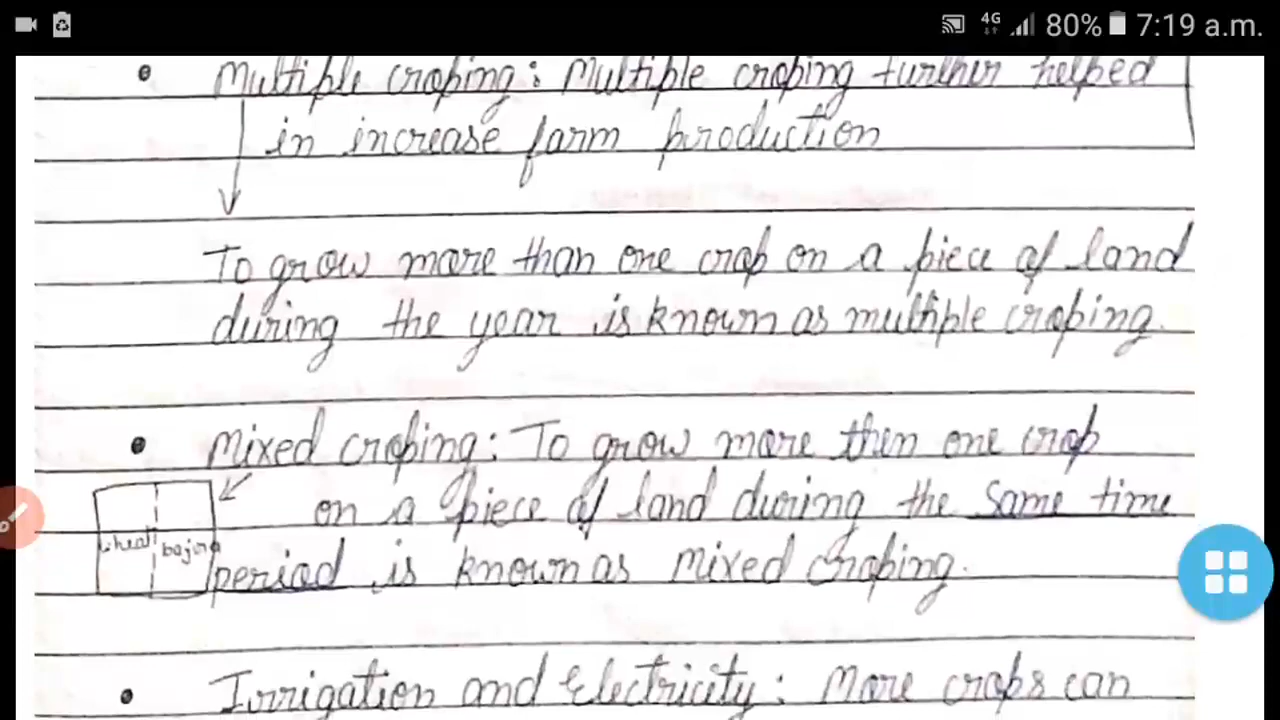 4G 80% 7:19 a.m.
• Multiple croping: Multiple croping further helped
in increase farm production
To grow more than one crop on a piece of land
during the year is known as multiple croping.
• Mixed croping: To grow more then one crop
on a piece of land during the same time
wheat bajra
period is known as mixed croping.
• Irrigation and Electricity: More crops can